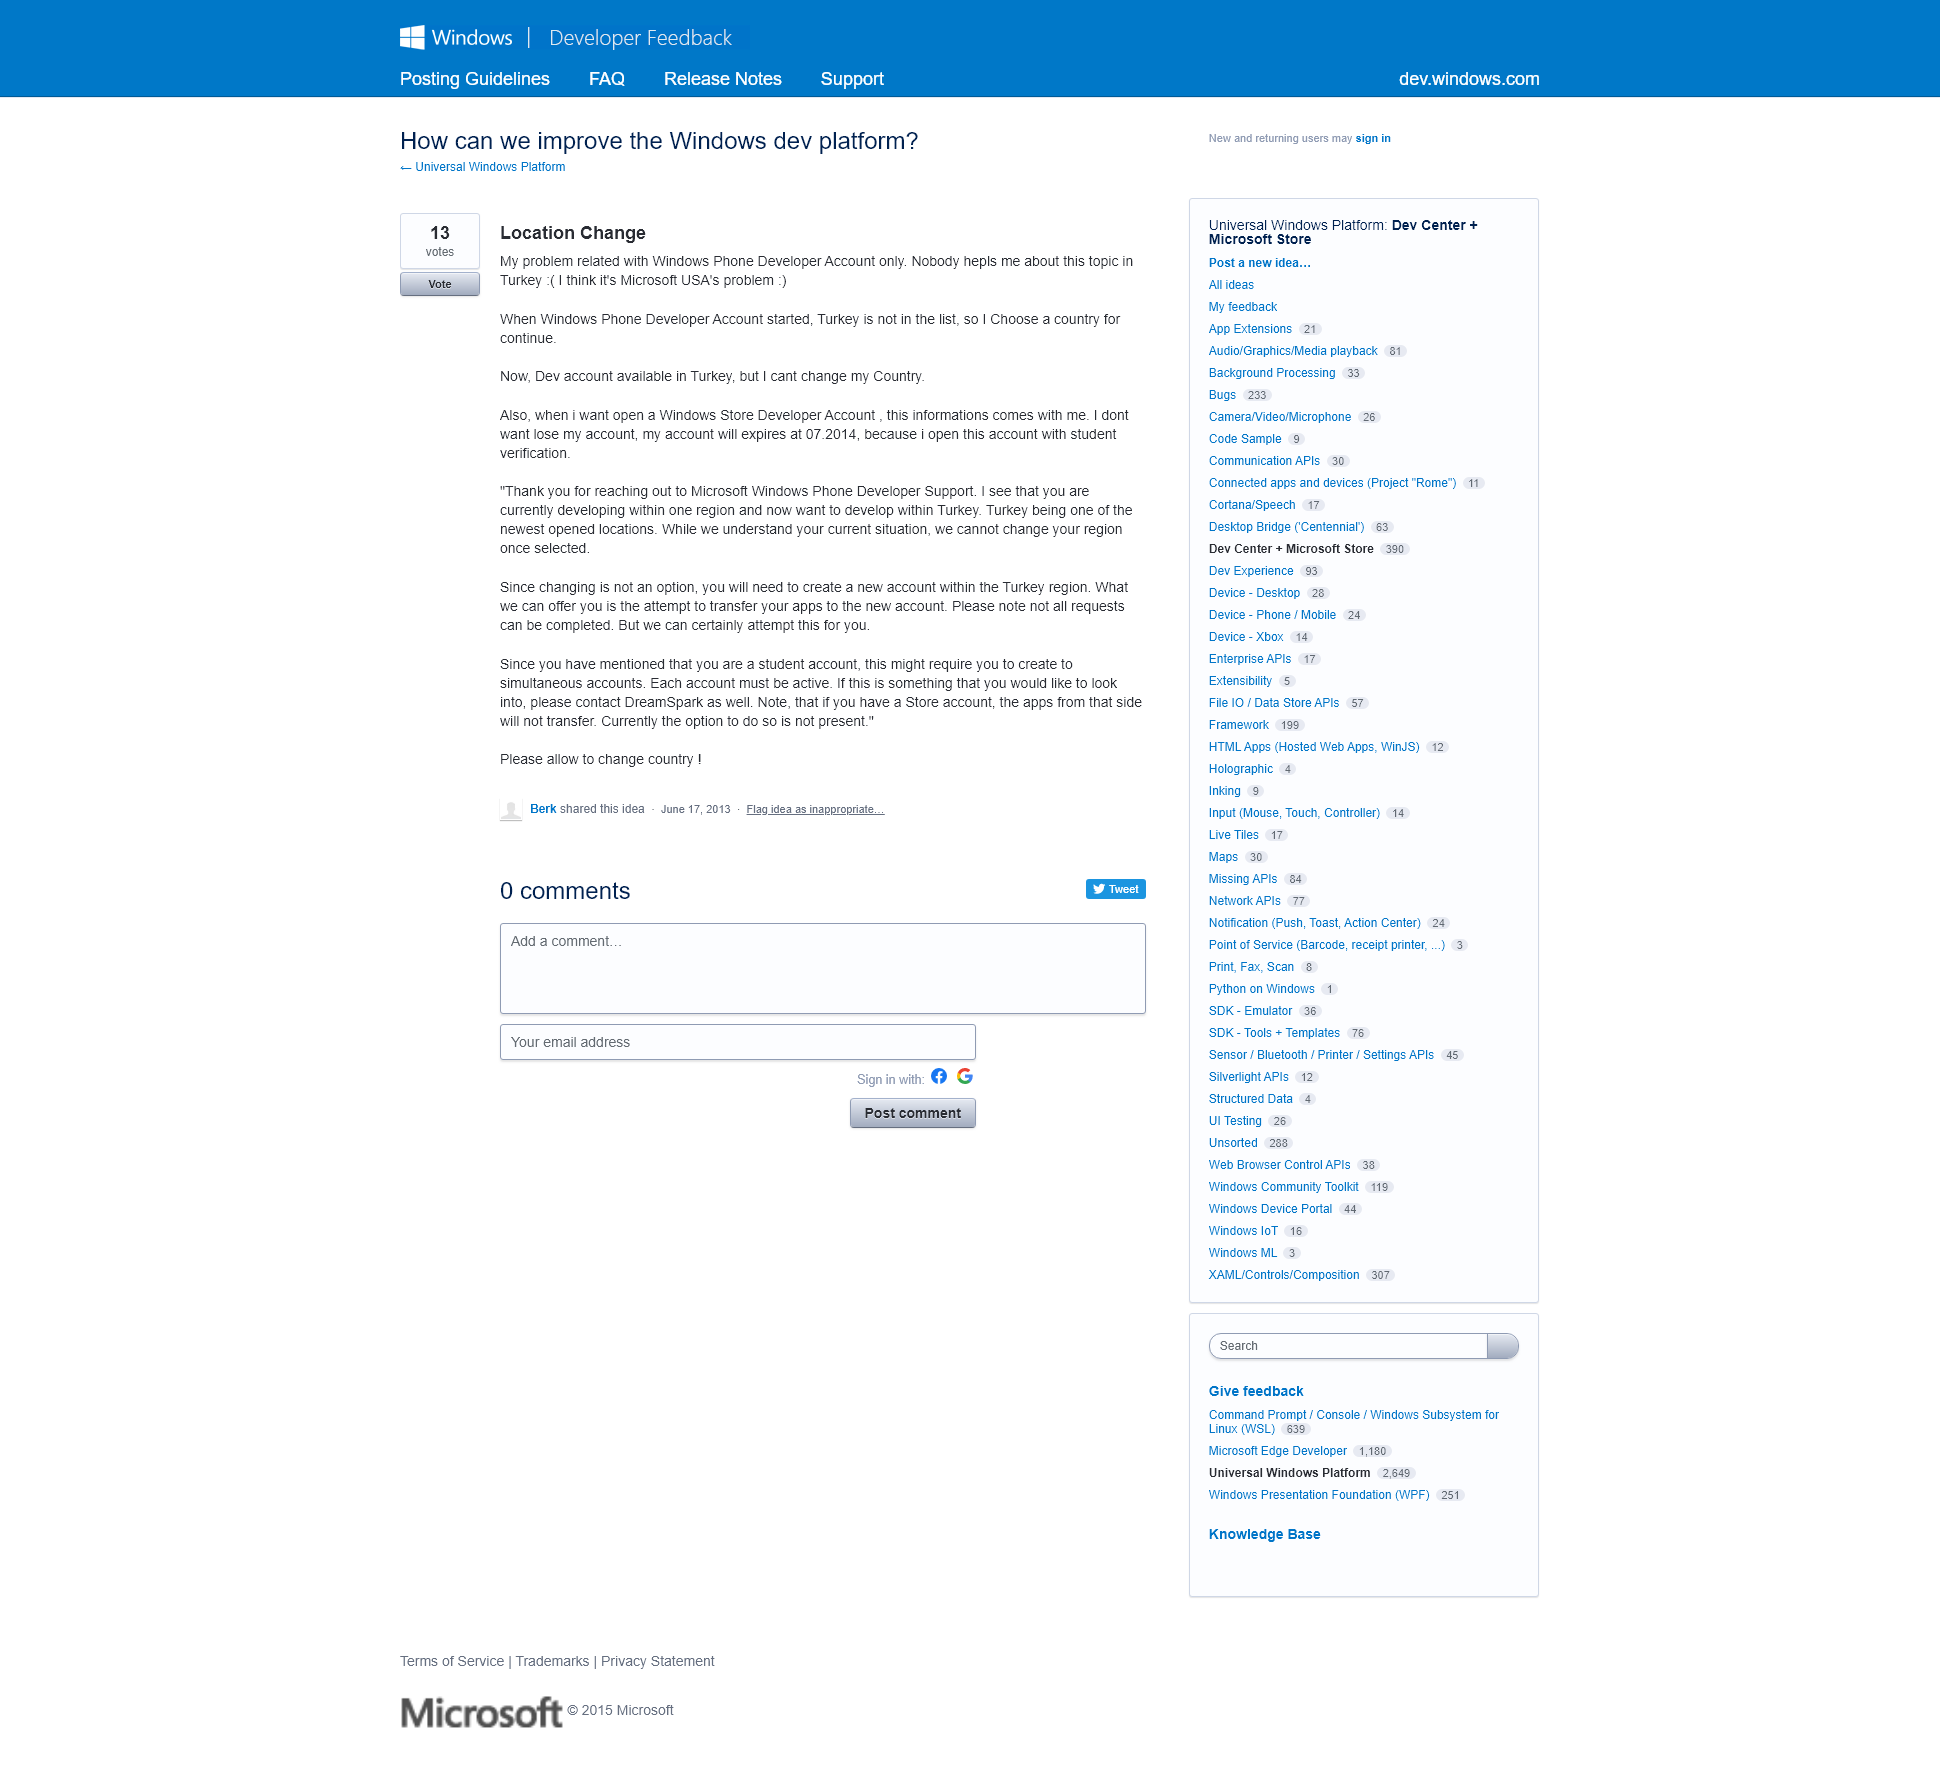 Windows | Developer Feedback
Posting Guidelines FAQ Release Notes Support dev.windows.com
How can we improve the Windows dev platform?
← Universal Windows Platform
New and returning users may sign in
13
votes
Vote
Location Change
My problem related with Windows Phone Developer Account only. Nobody hepls me about this topic in
Turkey :( I think it's Microsoft USA's problem :)
When Windows Phone Developer Account started, Turkey is not in the list, so I Choose a country for
continue.
Now, Dev account available in Turkey, but I cant change my Country.
Also, when i want open a Windows Store Developer Account , this informations comes with me. I dont
want lose my account, my account will expires at 07.2014, because i open this account with student
verification.
"Thank you for reaching out to Microsoft Windows Phone Developer Support. I see that you are
currently developing within one region and now want to develop within Turkey. Turkey being one of the
newest opened locations. While we understand your current situation, we cannot change your region
once selected.
Since changing is not an option, you will need to create a new account within the Turkey region. What
we can offer you is the attempt to transfer your apps to the new account. Please note not all requests
can be completed. But we can certainly attempt this for you.
Since you have mentioned that you are a student account, this might require you to create to
simultaneous accounts. Each account must be active. If this is something that you would like to look
into, please contact DreamSpark as well. Note, that if you have a Store account, the apps from that side
will not transfer. Currently the option to do so is not present."
Please allow to change country !
Berk shared this idea · June 17, 2013 · Flag idea as inappropriate…
0 comments
Tweet
Add a comment…
Your email address
Sign in with:
Post comment
Universal Windows Platform: Dev Center +
Microsoft Store
Post a new idea…
All ideas
My feedback
App Extensions 21
Audio/Graphics/Media playback 81
Background Processing 33
Bugs 233
Camera/Video/Microphone 26
Code Sample 9
Communication APIs 30
Connected apps and devices (Project "Rome") 11
Cortana/Speech 17
Desktop Bridge ('Centennial') 63
Dev Center + Microsoft Store 390
Dev Experience 93
Device - Desktop 28
Device - Phone / Mobile 24
Device - Xbox 14
Enterprise APIs 17
Extensibility 5
File IO / Data Store APIs 57
Framework 199
HTML Apps (Hosted Web Apps, WinJS) 12
Holographic 4
Inking 9
Input (Mouse, Touch, Controller) 14
Live Tiles 17
Maps 30
Missing APIs 84
Network APIs 77
Notification (Push, Toast, Action Center) 24
Point of Service (Barcode, receipt printer, ...) 3
Print, Fax, Scan 8
Python on Windows 1
SDK - Emulator 36
SDK - Tools + Templates 76
Sensor / Bluetooth / Printer / Settings APIs 45
Silverlight APIs 12
Structured Data 4
UI Testing 26
Unsorted 288
Web Browser Control APIs 38
Windows Community Toolkit 119
Windows Device Portal 44
Windows IoT 16
Windows ML 3
XAML/Controls/Composition 307
Search
Give feedback
Command Prompt / Console / Windows Subsystem for
Linux (WSL) 639
Microsoft Edge Developer 1,180
Universal Windows Platform 2,649
Windows Presentation Foundation (WPF) 251
Knowledge Base
Terms of Service | Trademarks | Privacy Statement
Microsoft © 2015 Microsoft